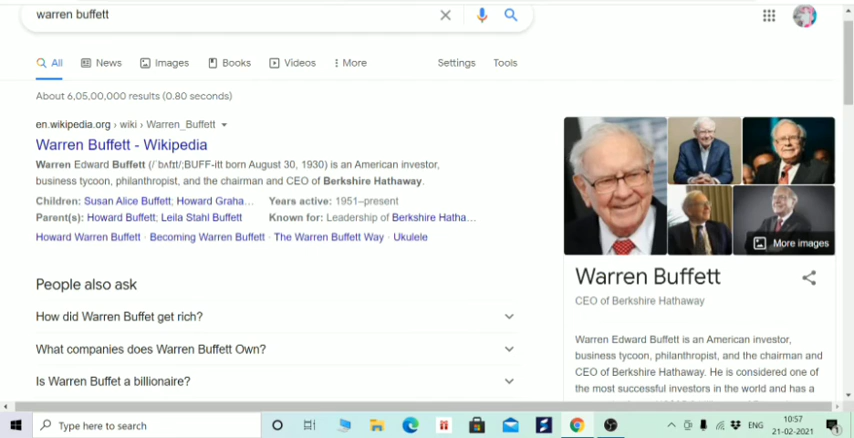 warren buffett
All News Images Books Videos More Settings Tools
About 6,05,00,000 results (0.80 seconds)
en.wikipedia.org › wiki › Warren_Buffett
Warren Buffett - Wikipedia
Warren Edward Buffett (/ˈbʌfɪt/;BUFF-itt born August 30, 1930) is an American investor,
business tycoon, philanthropist, and the chairman and CEO of Berkshire Hathaway.
Children: Susan Alice Buffett; Howard Graha... Years active: 1951–present
Parent(s): Howard Buffett; Leila Stahl Buffett Known for: Leadership of Berkshire Hatha...
Howard Warren Buffett · Becoming Warren Buffett · The Warren Buffett Way · Ukulele
People also ask
How did Warren Buffet get rich?
What companies does Warren Buffett Own?
Is Warren Buffet a billionaire?
More images
Warren Buffett
CEO of Berkshire Hathaway
Warren Edward Buffett is an American investor,
business tycoon, philanthropist, and the chairman and
CEO of Berkshire Hathaway. He is considered one of
the most successful investors in the world and has a
Type here to search
ENG
10:57
21-02-2021
1